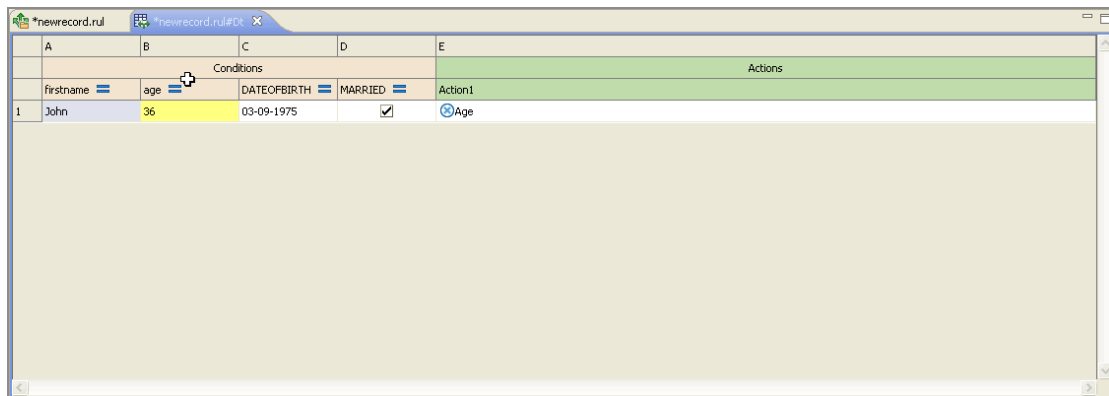 *newrecord.rul *newrecord.rul#Dt
A B C D E
Conditions Actions
firstname = age = DATEOFBIRTH = MARRIED = Action1
1 John 36 03-09-1975 Age